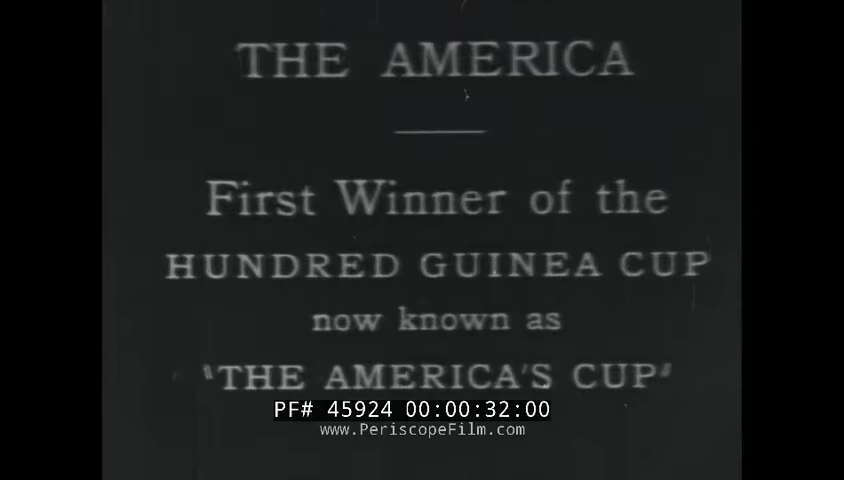 THE AMERICA
First Winner of the
HUNDRED GUINEA CUP
now known as
"THE AMERICA'S CUP"
PF# 45924 00:00:32:00
www.PeriscopeFilm.com